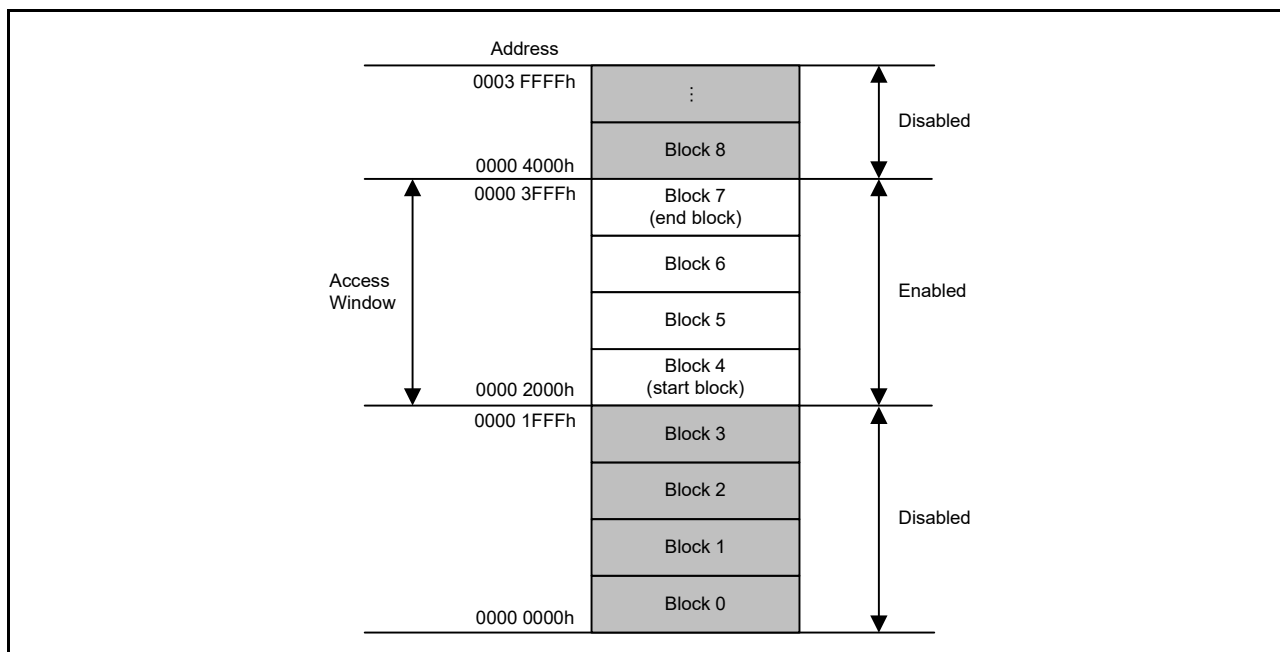 Address
0003 FFFFh
⋮
Disabled
Block 8
0000 4000h
0000 3FFFh
Block 7
(end block)
Block 6
Access
Window
Enabled
Block 5
Block 4
(start block)
0000 2000h
0000 1FFFh
Block 3
Block 2
Disabled
Block 1
Block 0
0000 0000h